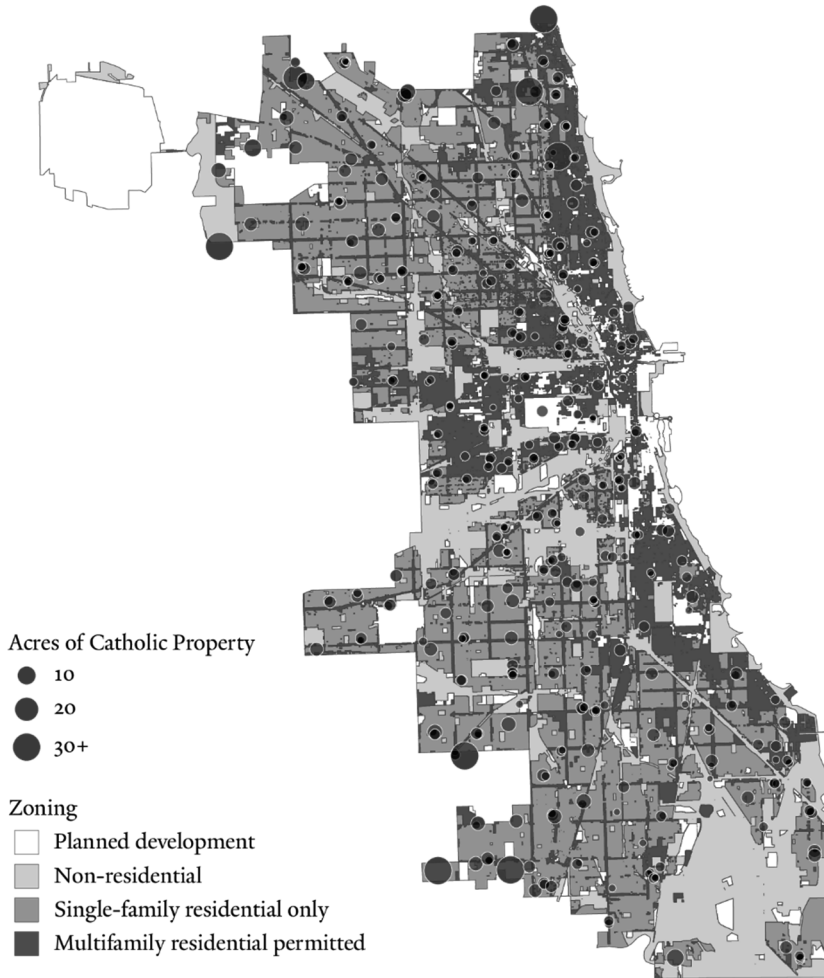 Acres of Catholic Property
10
20
30+
Zoning
Planned development
Non-residential
Single-family residential only
Multifamily residential permitted